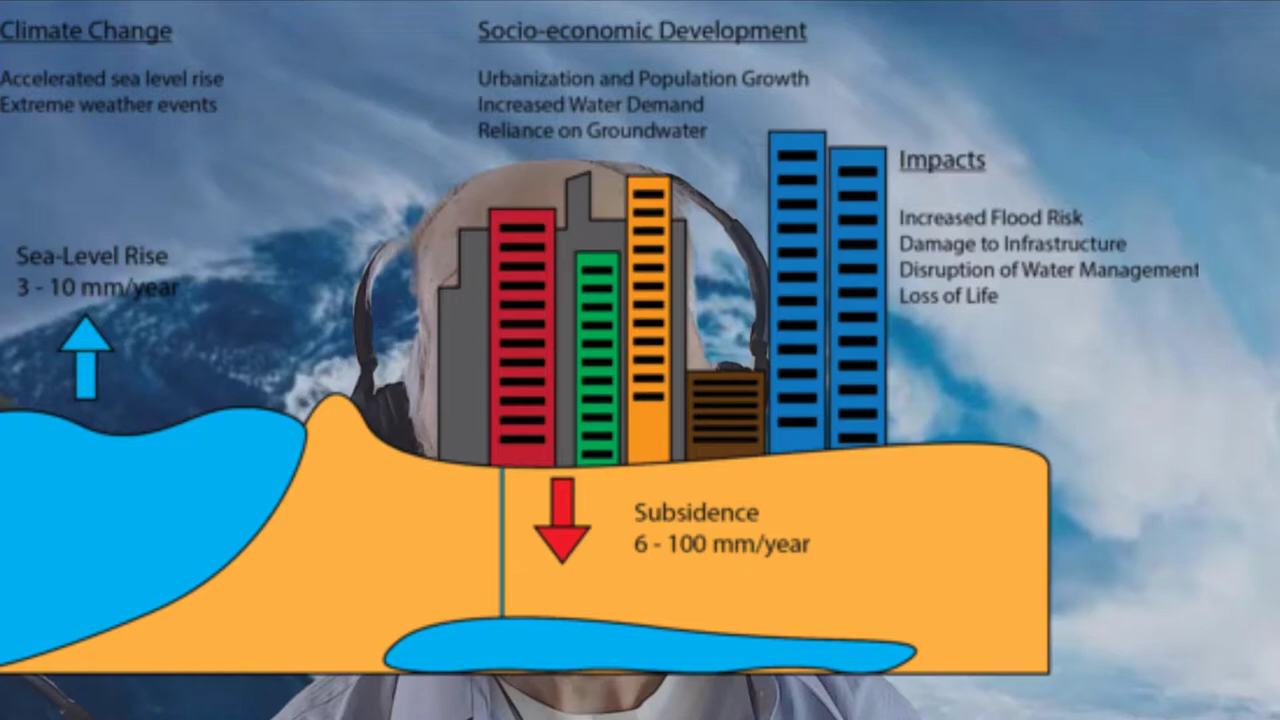 Climate Change
Accelerated sea level rise
Extreme weather events
Sea-Level Rise
3 - 10 mm/year
Socio-economic Development
Urbanization and Population Growth
Increased Water Demand
Reliance on Groundwater
Impacts
Increased Flood Risk
Damage to Infrastructure
Disruption of Water Management
Loss of Life
Subsidence
6 - 100 mm/year